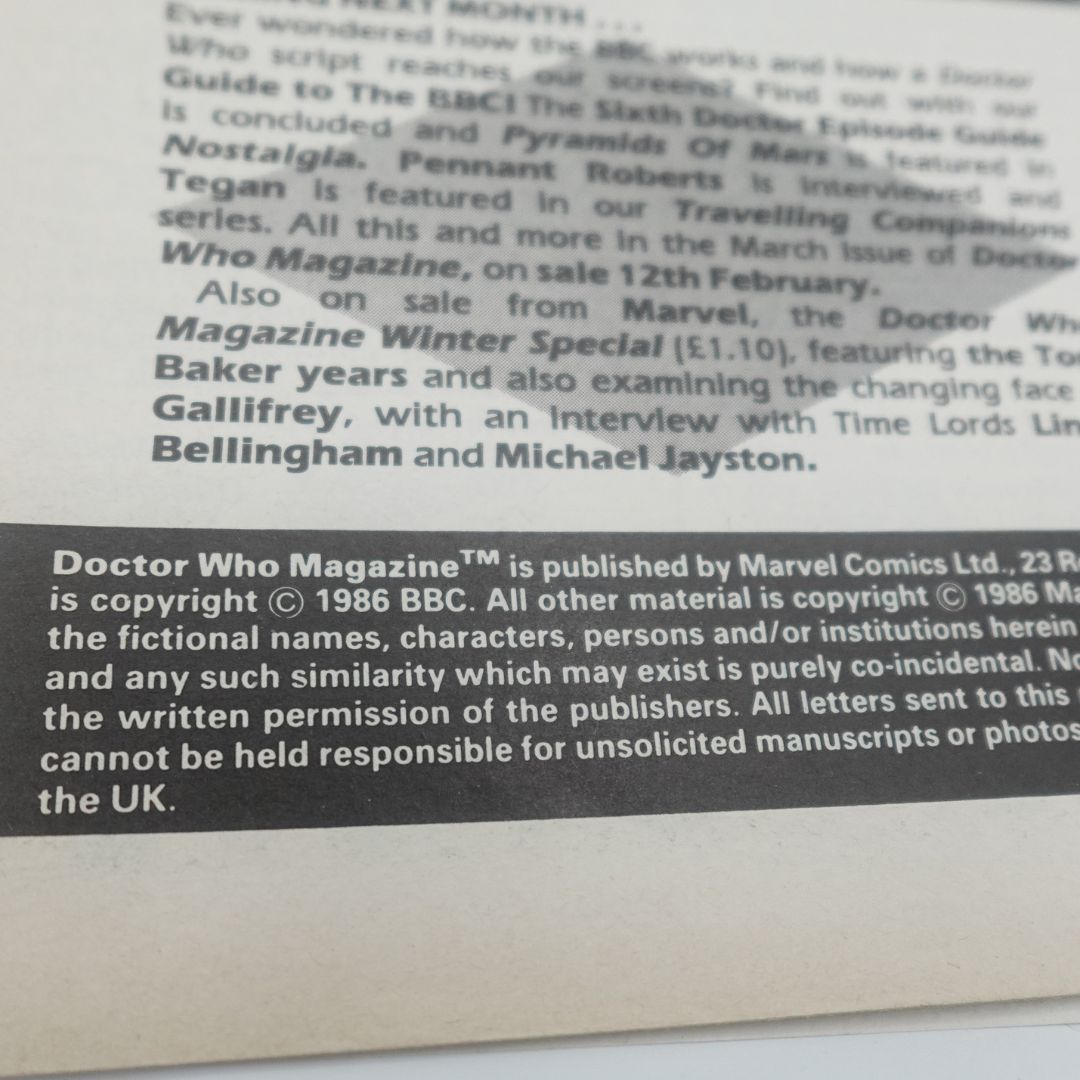 NEXT MONTH . . .
Ever wondered how the BBC works and how a Doctor
Who script reaches our screens? Find out with our
Guide to The BBC! The Sixth Doctor Episode Guide
is concluded and Pyramids Of Mars is featured in
Nostalgia. Pennant Roberts is interviewed and
Tegan is featured in our Travelling Companions
series. All this and more in the March issue of Doctor
Who Magazine, on sale 12th February.
Also on sale from Marvel, the Doctor Wh
Magazine Winter Special (£1.10), featuring the To
Baker years and also examining the changing face
Gallifrey, with an interview with Time Lords Lin
Bellingham and Michael Jayston.
Doctor Who Magazine™ is published by Marvel Comics Ltd., 23 R
is copyright © 1986 BBC. All other material is copyright © 1986 Ma
the fictional names, characters, persons and/or institutions herein
and any such similarity which may exist is purely co-incidental. No
the written permission of the publishers. All letters sent to this
cannot be held responsible for unsolicited manuscripts or photos
the UK.